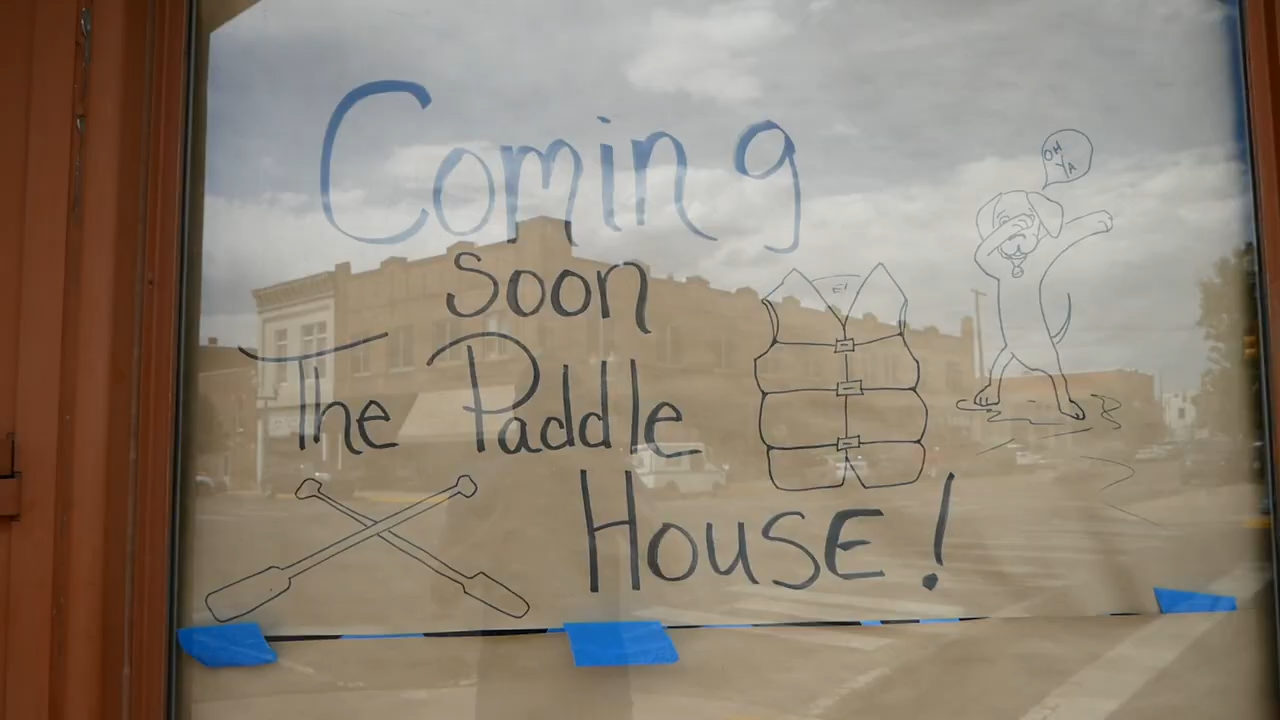 Coming
soon
The Paddle
HOUSE!
OH
YA